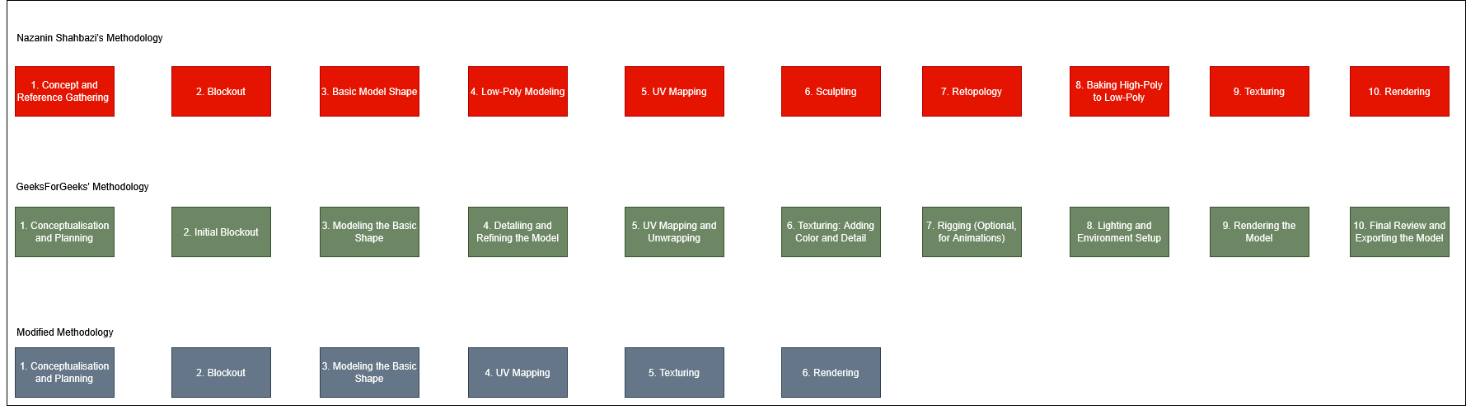 Nazanin Shahbazi's Methodology
1. Concept and
Reference Gathering
2. Blockout
3. Basic Model Shape
4. Low-Poly Modeling
5. UV Mapping
6. Sculpting
7. Retopology
8. Baking High-Poly
to Low-Poly
9. Texturing
10. Rendering
GeeksForGeeks' Methodology
1. Conceptualisation
and Planning
2. Initial Blockout
3. Modeling the Basic
Shape
4. Detaliing and
Refining the Model
5. UV Mapping and
Unwrapping
6. Texturing: Adding
Color and Detail
7. Rigging (Optional,
for Animations)
8. Lighting and
Environment Setup
9. Rendering the
Model
10. Final Review and
Exporting the Model
Modified Methodology
1. Conceptualisation
and Planning
2. Blockout
3. Modeling the Basic
Shape
4. UV Mapping
5. Texturing
6. Rendering